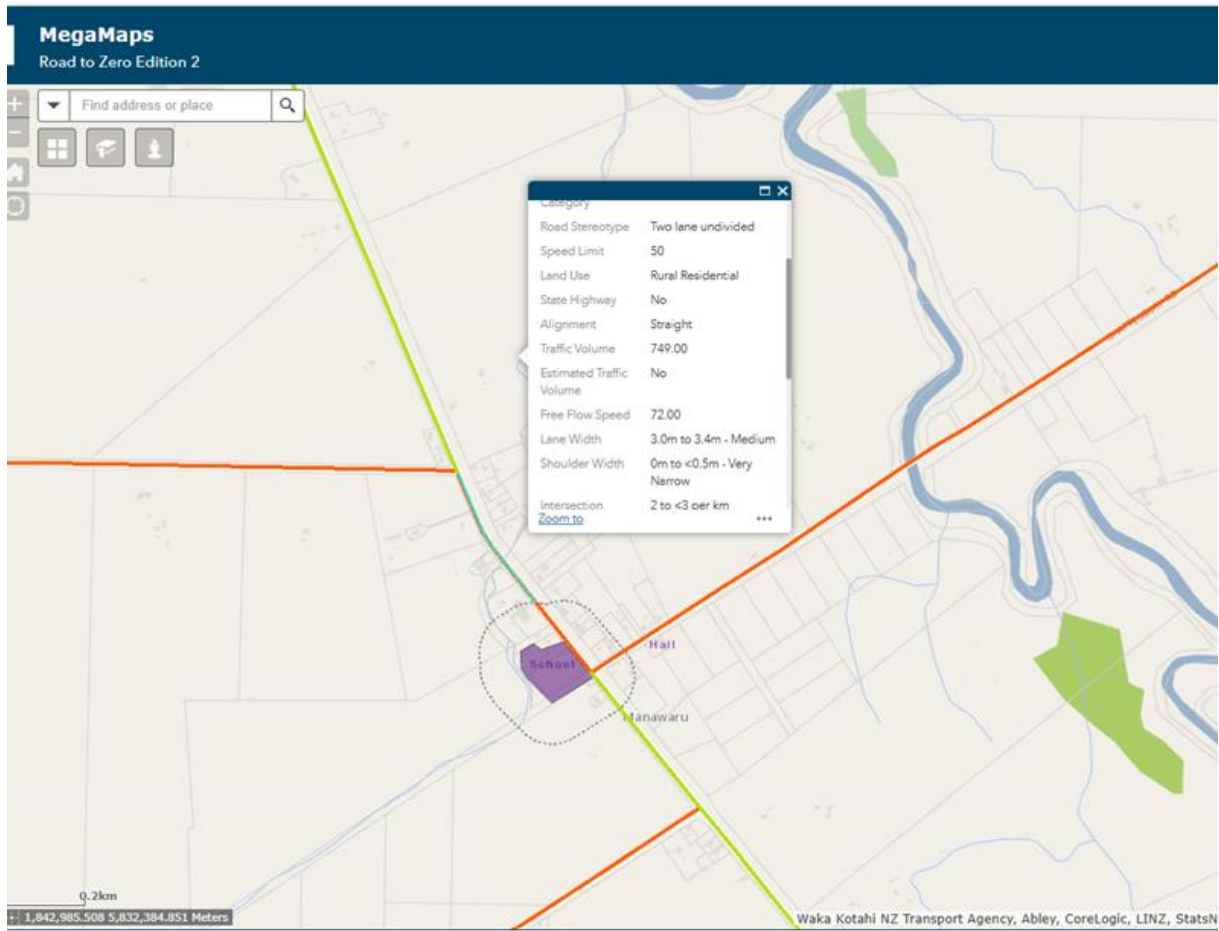 MegaMaps
Road to Zero Edition 2
Find address or place
Category
Road Stereotype Two lane undivided
Speed Limit 50
Land Use Rural Residential
State Highway No
Alignment Straight
Traffic Volume 749.00
Estimated Traffic No
Volume
Free Flow Speed 72.00
Lane Width 3.0m to 3.4m - Medium
Shoulder Width 0m to <0.5m - Very
Narrow
Intersection 2 to <3 per km
Zoom to
Hall
School
Manawaru
0.2km
1,842,985.508 5,832,384.851 Meters
Waka Kotahi NZ Transport Agency, Abley, CoreLogic, LINZ, StatsN